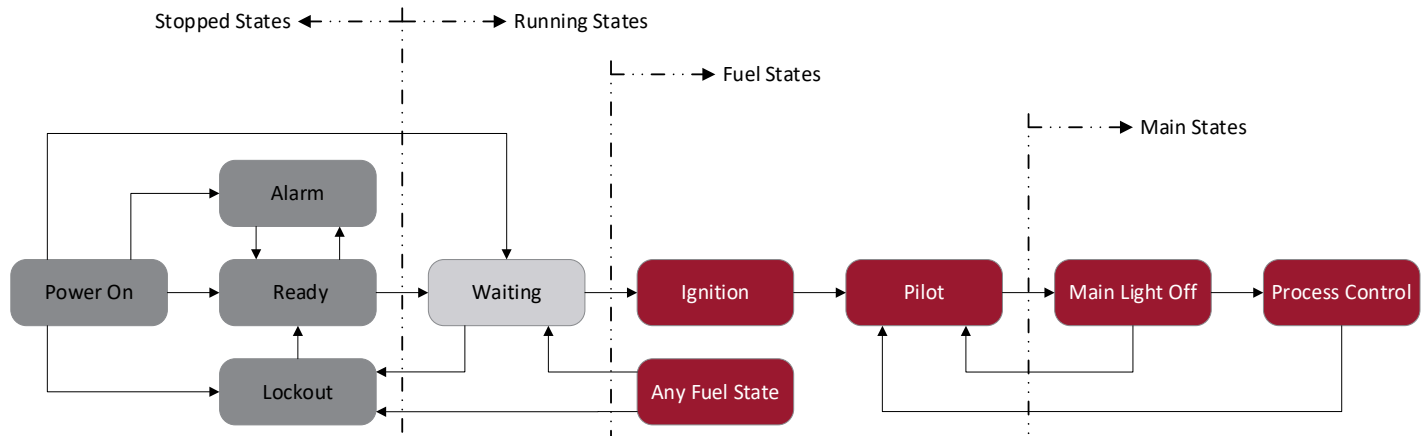 Stopped States
Running States
Fuel States
Main States
Alarm
Power On
Ready
Waiting
Ignition
Pilot
Main Light Off
Process Control
Lockout
Any Fuel State